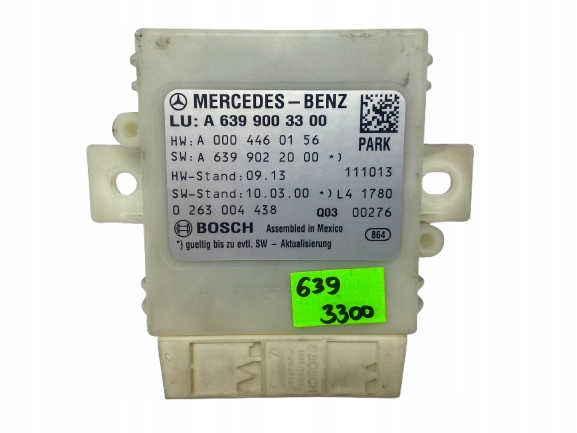 MERCEDES-BENZ
LU: A 639 900 33 00
HW: A 000 446 01 56
PARK
SW: A 639 902 20 00 *)
HW-Stand: 09.13 111013
SW-Stand: 10.03.00 *) L4 1780
0 263 004 438 Q03 00276
BOSCH Assembled in Mexico
*) gueltig bis zu evtl. SW - Aktualisierung
864
639
3300
BOSCH